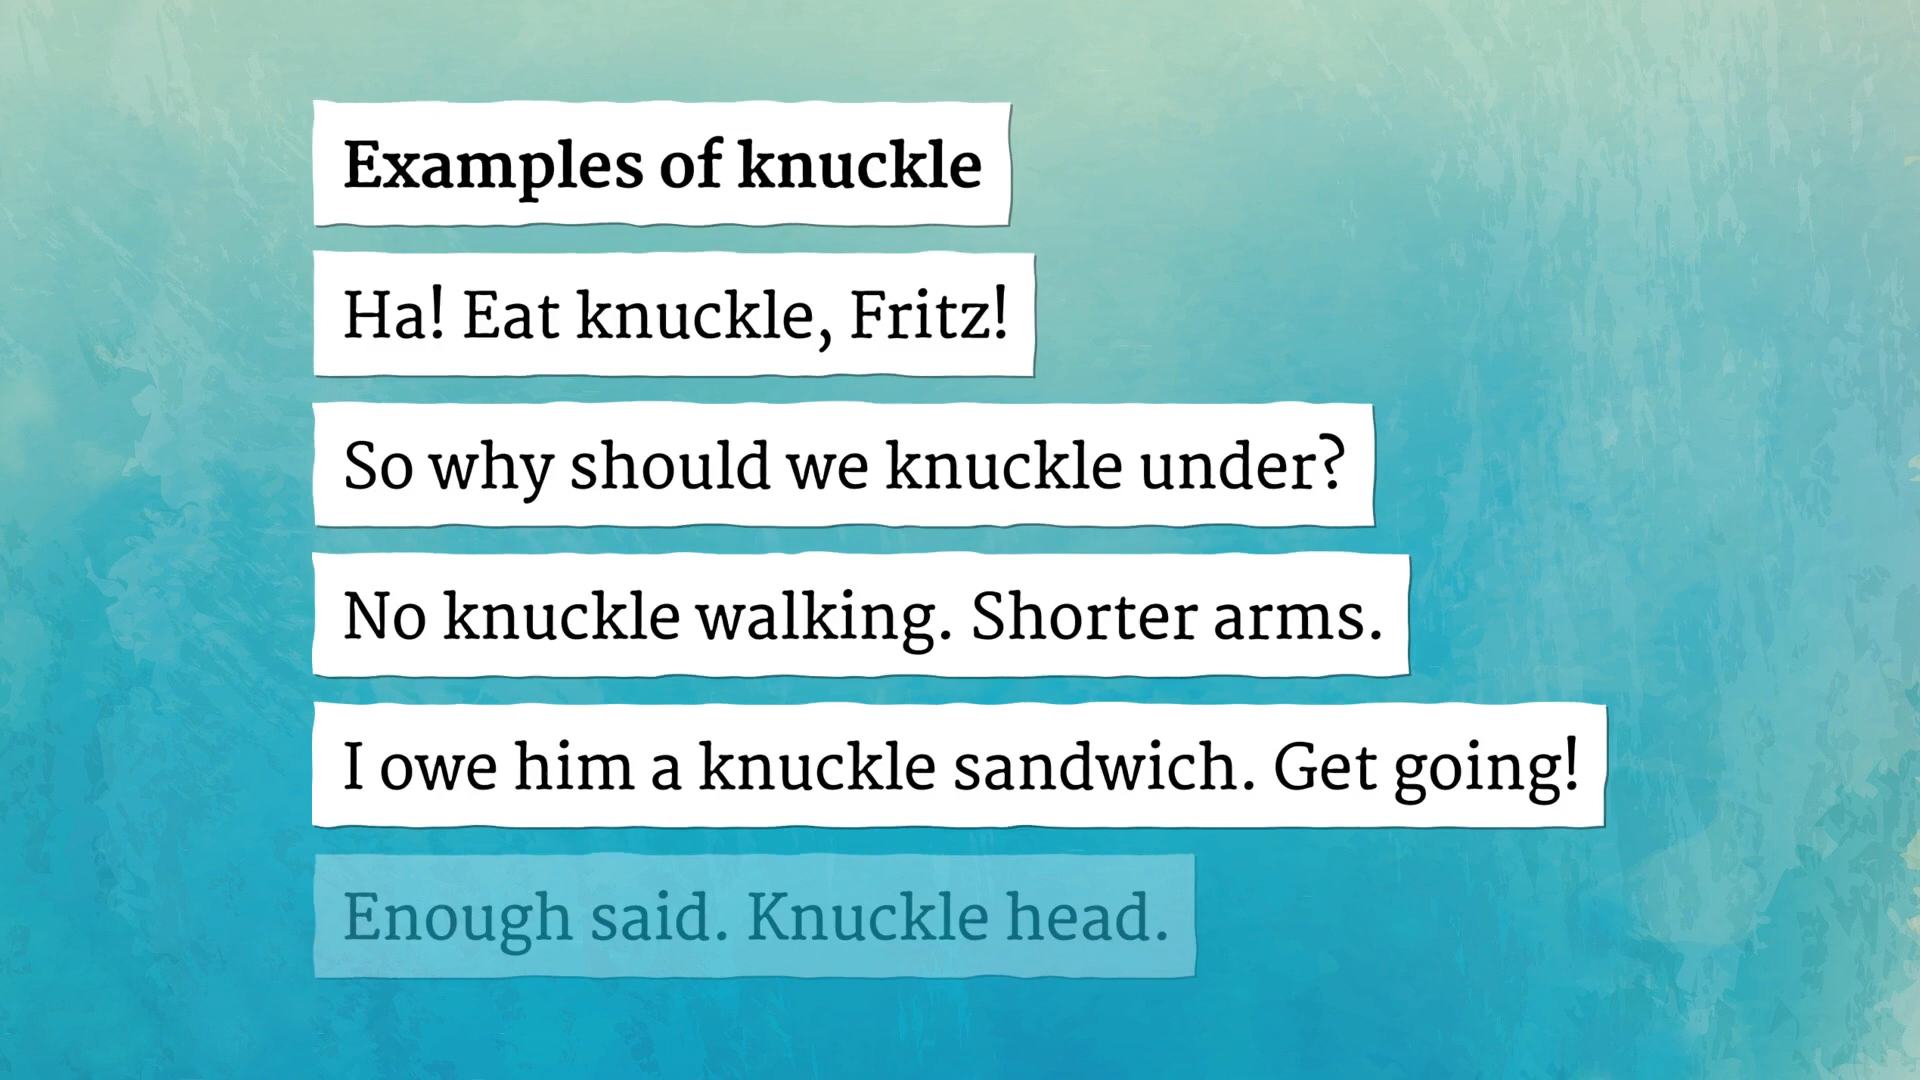 Examples of knuckle
Ha! Eat knuckle, Fritz!
So why should we knuckle under?
No knuckle walking. Shorter arms.
I owe him a knuckle sandwich. Get going!
Enough said. Knuckle head.